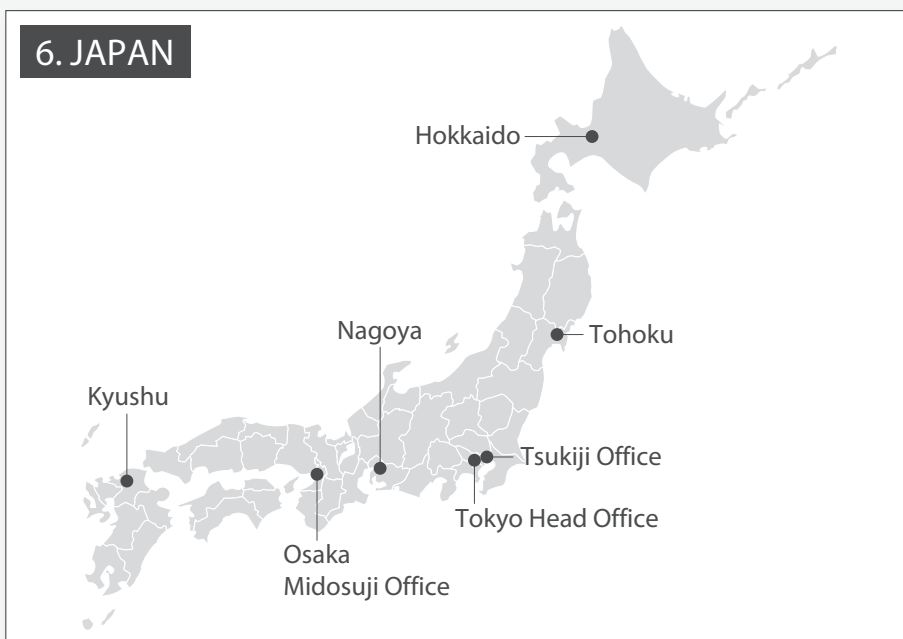 6. JAPAN
Hokkaido
Nagoya
Tohoku
Kyushu
Tsukiji Office
Tokyo Head Office
Osaka
Midosuji Office